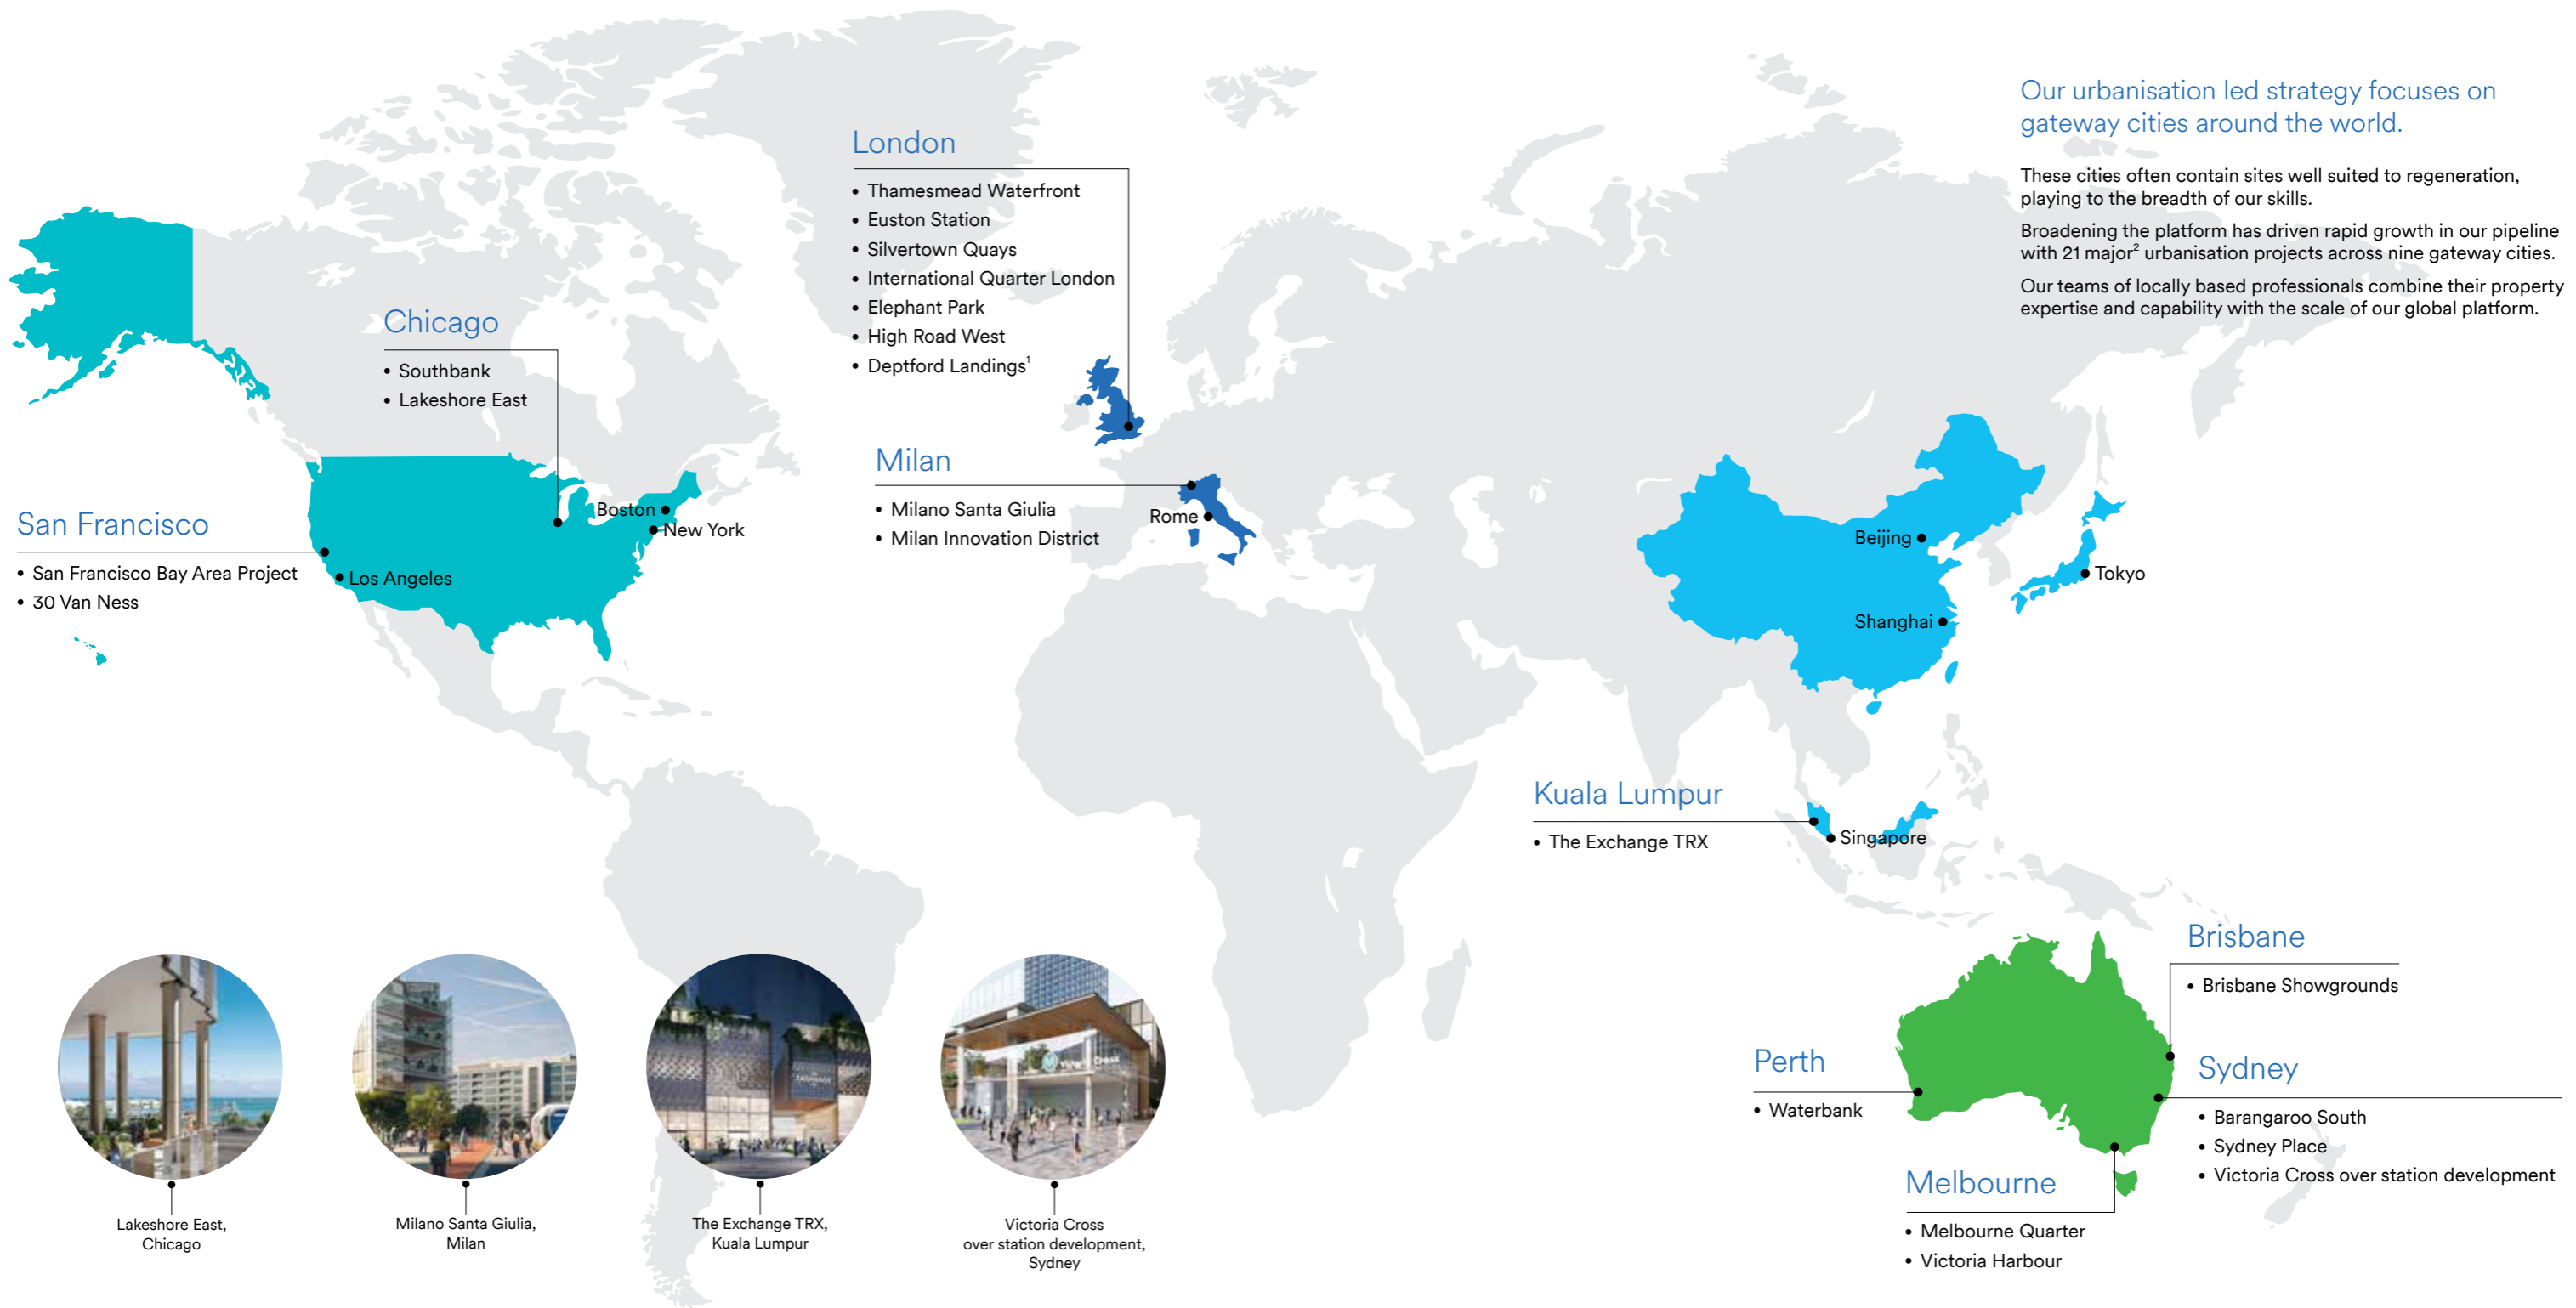 Our urbanisation led strategy focuses on
gateway cities around the world.
These cities often contain sites well suited to regeneration,
playing to the breadth of our skills.
Broadening the platform has driven rapid growth in our pipeline
with 21 major² urbanisation projects across nine gateway cities.
Our teams of locally based professionals combine their property
expertise and capability with the scale of our global platform.
London
• Thamesmead Waterfront
• Euston Station
• Silvertown Quays
• International Quarter London
• Elephant Park
• High Road West
• Deptford Landings¹
Chicago
• Southbank
• Lakeshore East
Milan
• Milano Santa Giulia
• Milan Innovation District
Rome
San Francisco
• San Francisco Bay Area Project
• 30 Van Ness
Boston
New York
Los Angeles
Beijing
Tokyo
Shanghai
Kuala Lumpur
• The Exchange TRX
Singapore
Brisbane
• Brisbane Showgrounds
Perth
• Waterbank
Sydney
• Barangaroo South
• Sydney Place
• Victoria Cross over station development
Melbourne
• Melbourne Quarter
• Victoria Harbour
Lakeshore East,
Chicago
Milano Santa Giulia,
Milan
The Exchange TRX,
Kuala Lumpur
Victoria Cross
over station development,
Sydney